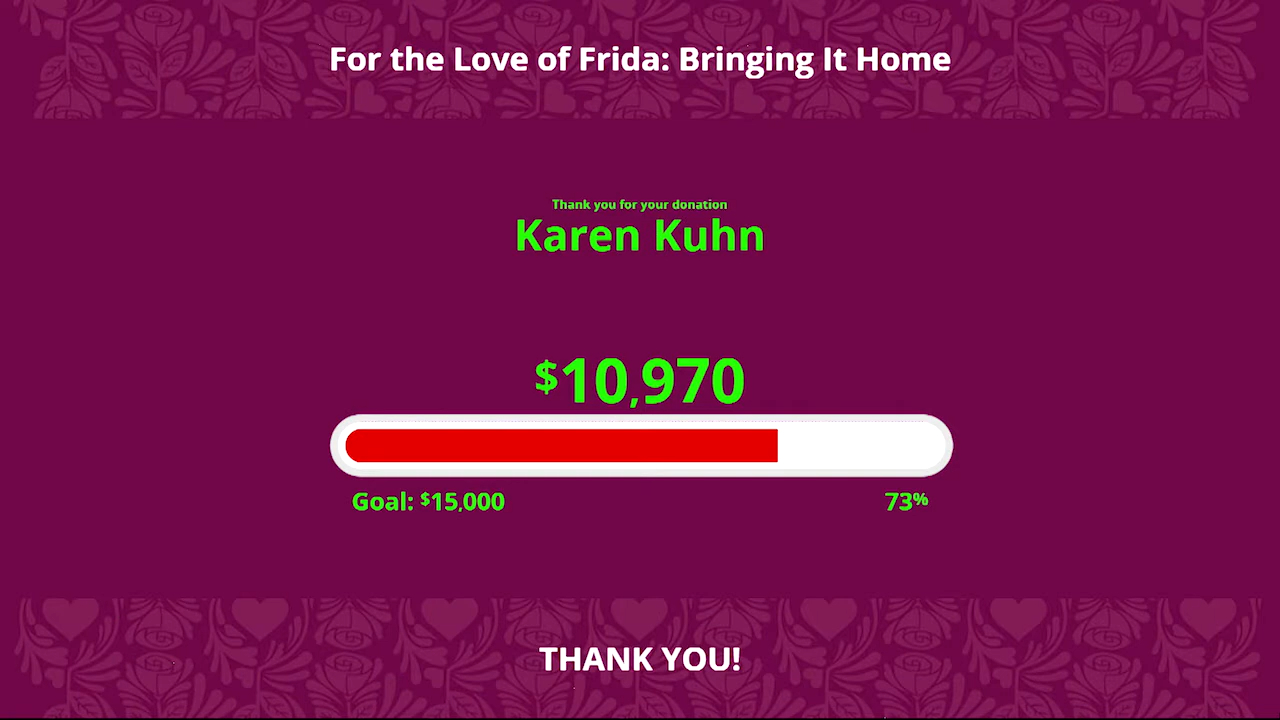 For the Love of Frida: Bringing It Home
Thank you for your donation
Karen Kuhn
$10,970
Goal: $15,000
73%
THANK YOU!